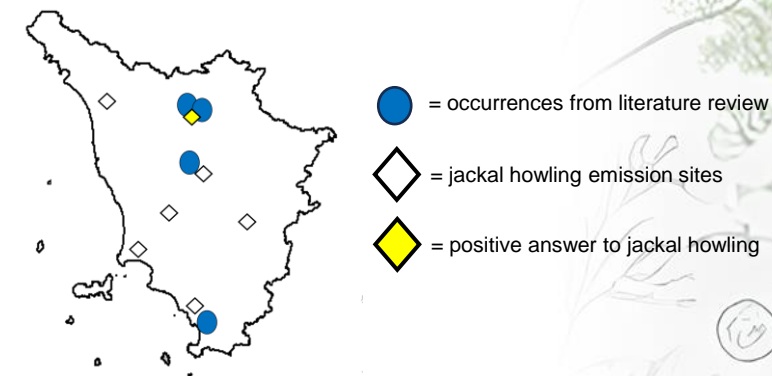 = occurrences from literature review
= jackal howling emission sites
= positive answer to jackal howling